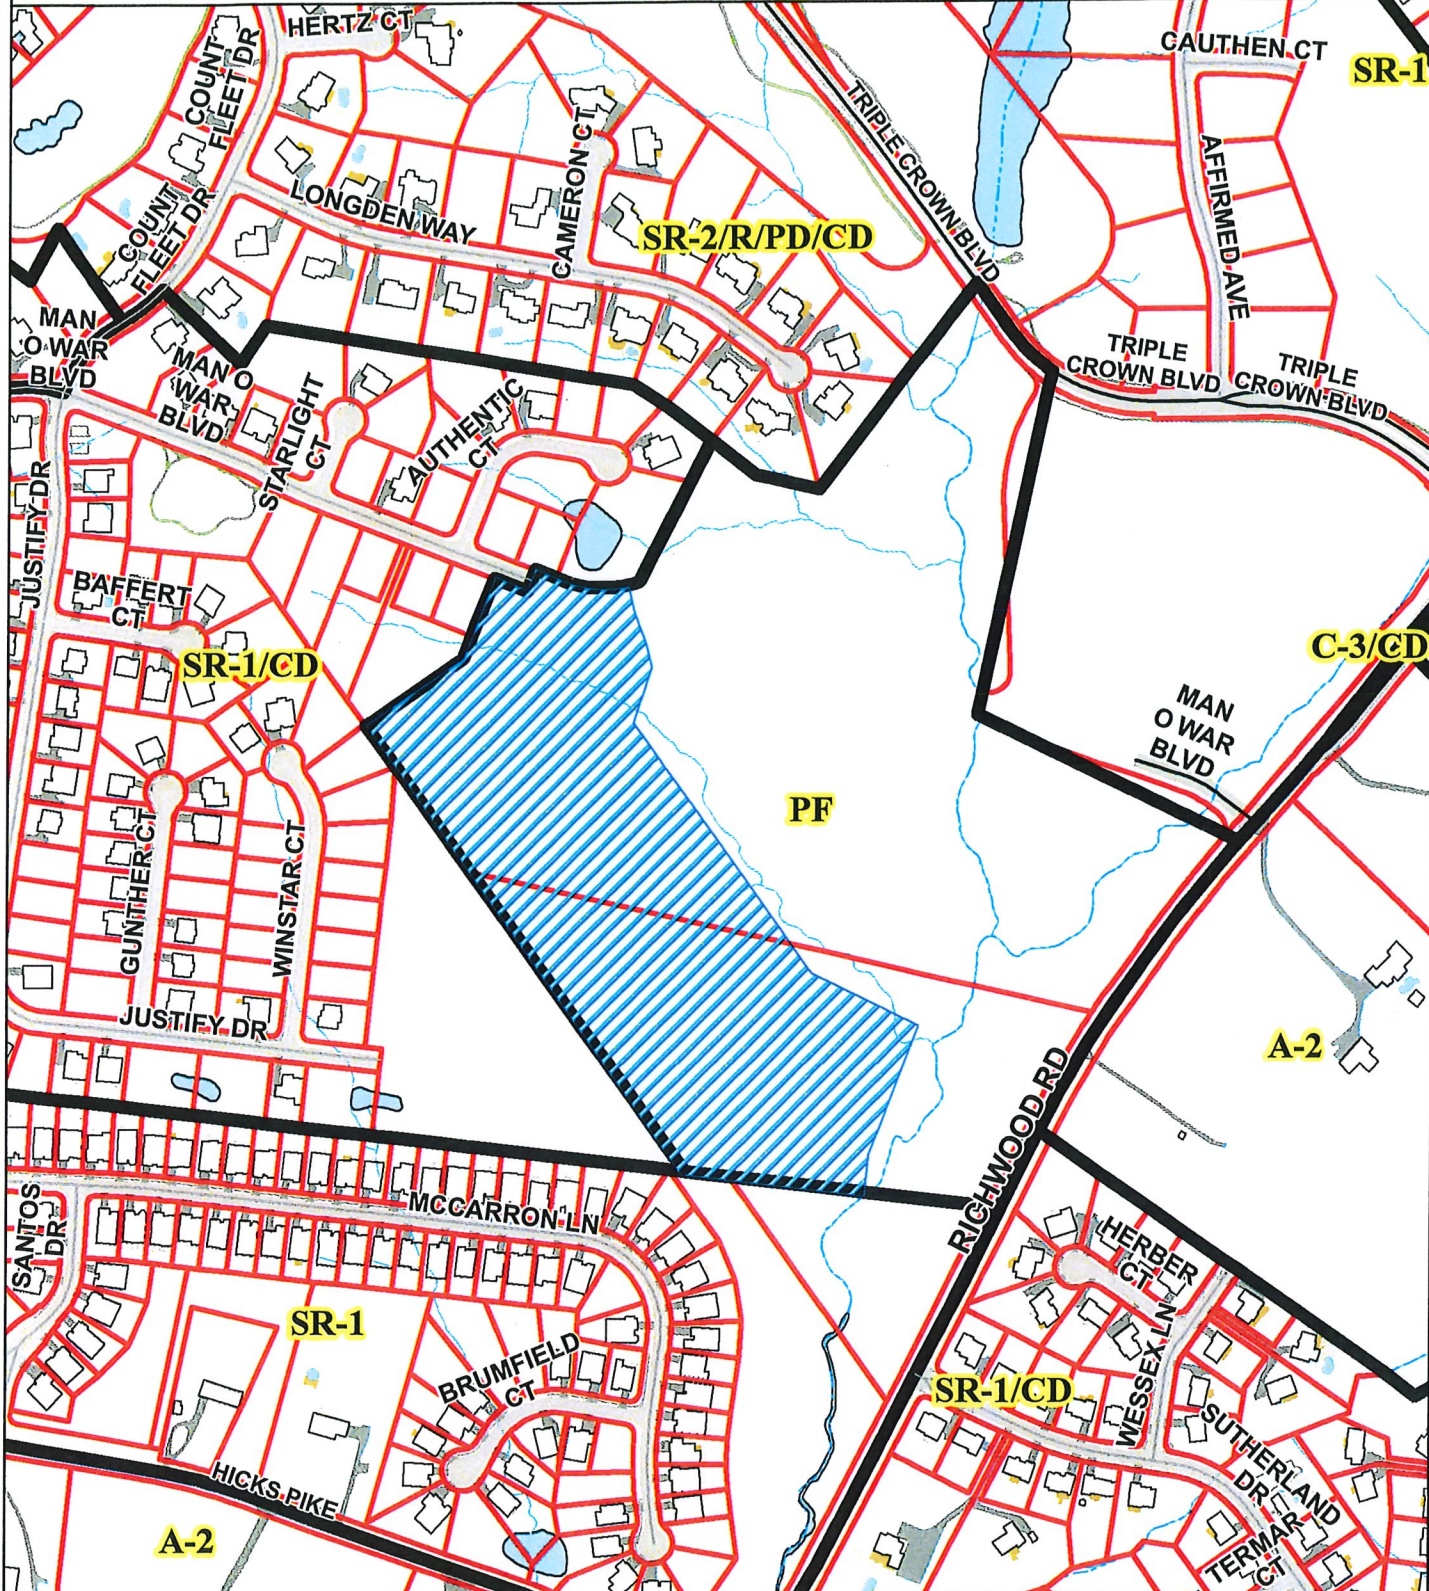 HERTZ CT
CAUTHEN CT
SR-1
COUNT
FLEET DR
TRIPLE CROWN BLVD
CAMERON CT
AFFIRMED AVE
LONGDEN WAY
COUNT
FLEET DR
SR-2/R/PD/CD
MAN
O WAR
BLVD
MAN O
WAR
BLVD
TRIPLE
CROWN BLVD
TRIPLE
CROWN BLVD
STARLIGHT
CT
AUTHENTIC
CT
JUSTIFY DR
BAFFERT
CT
SR-1/CD
C-3/CD
MAN
O WAR
BLVD
PF
GUNTHER CT
WINSTAR CT
JUSTIFY DR
A-2
RICHWOOD RD
SANTOS
DR
MCCARRON LN
HERBER
CT
SR-1
WESSEX LN
BRUMFIELD
CT
SR-1/CD
SUTHERLAND
DR
HICKS PIKE
A-2
TERMAR
CT